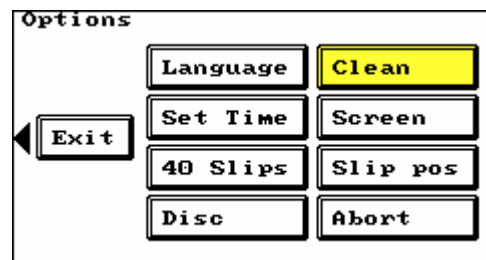 Options
Language Clean
Set Time Screen
Exit
40 Slips Slip pos
Disc Abort